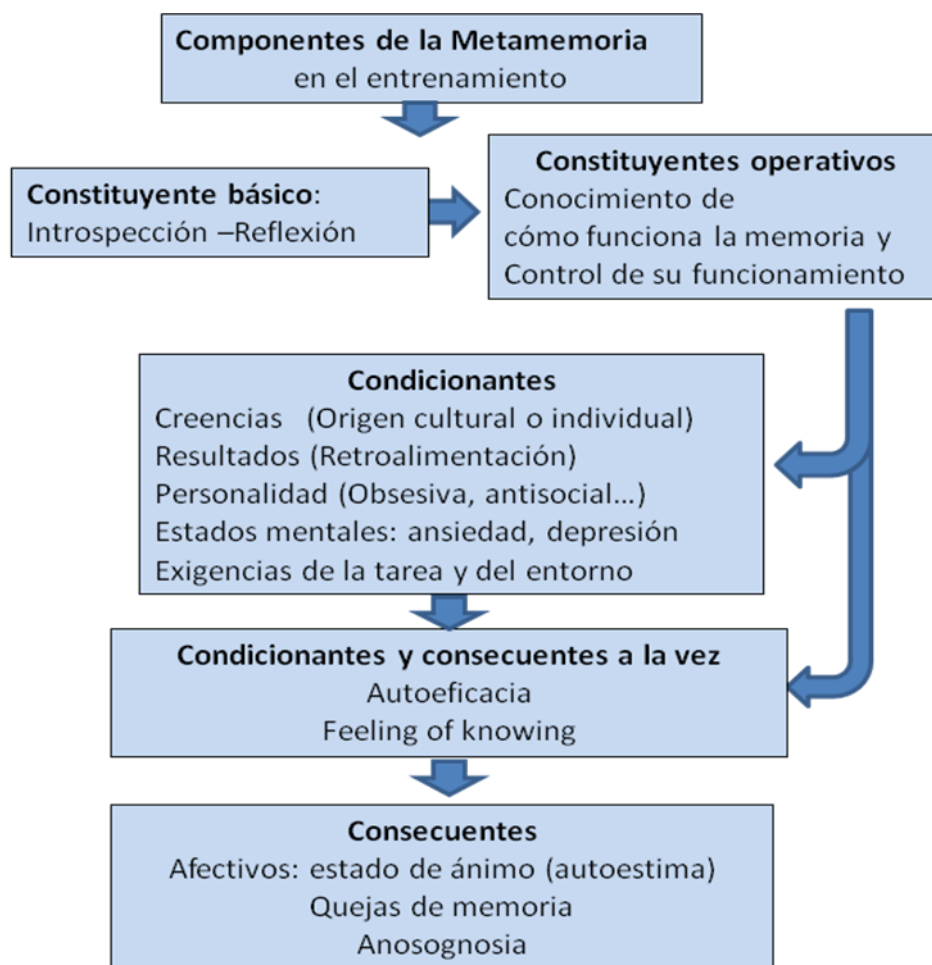 Componentes de la Metamemoria
en el entrenamiento
Constituyente básico:
Introspección –Reflexión
Constituyentes operativos
Conocimiento de
cómo funciona la memoria y
Control de su funcionamiento
Condicionantes
Creencias (Origen cultural o individual)
Resultados (Retroalimentación)
Personalidad (Obsesiva, antisocial...)
Estados mentales: ansiedad, depresión
Exigencias de la tarea y del entorno
Condicionantes y consecuentes a la vez
Autoeficacia
Feeling of knowing
Consecuentes
Afectivos: estado de ánimo (autoestima)
Quejas de memoria
Anosognosia